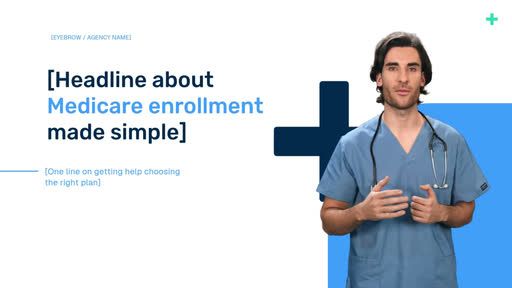 [EYEBROW / AGENCY NAME]
[Headline about
Medicare enrollment
made simple]
[One line on getting help choosing
the right plan]